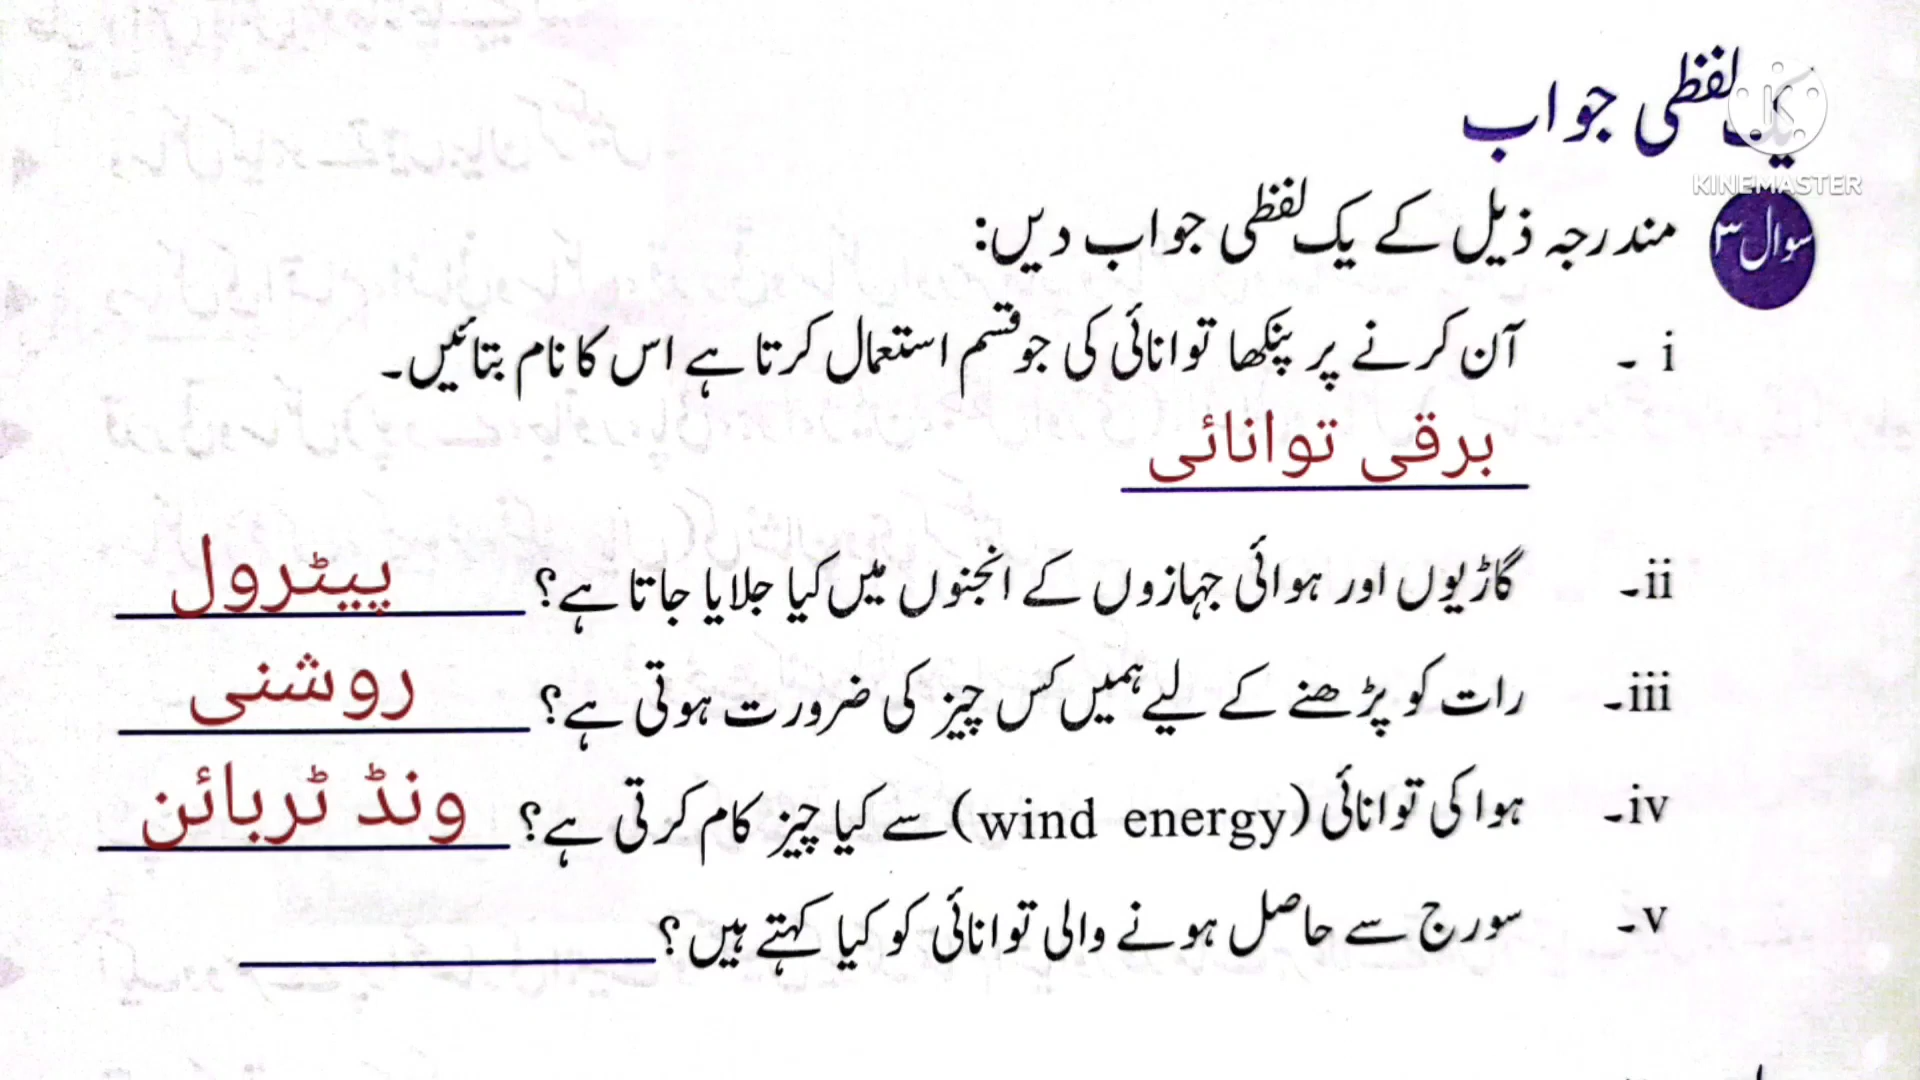 یک لفظی جواب
KINEMASTER
سوال ۳ مندرجہ ذیل کے یک لفظی جواب دیں:
i ۔ آن کرنے پر پنکھا توانائی کی جو قسم استعمال کرتا ہے اس کا نام بتائیں۔
برقی توانائی
ii۔ گاڑیوں اور ہوائی جہازوں کے انجنوں میں کیا جلایا جاتا ہے؟ پیٹرول
iii۔ رات کو پڑھنے کے لیے ہمیں کس چیز کی ضرورت ہوتی ہے؟ روشنی
iv۔ ہوا کی توانائی (wind energy) سے کیا چیز کام کرتی ہے؟ ونڈ ٹربائن
v۔ سورج سے حاصل ہونے والی توانائی کو کیا کہتے ہیں؟